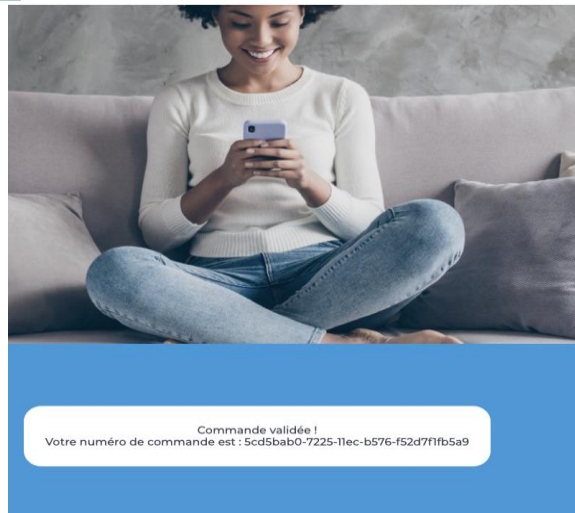 Commande validée !
Votre numéro de commande est : 5cd5bab0-7225-11ec-b576-f52d7f1fb5a9